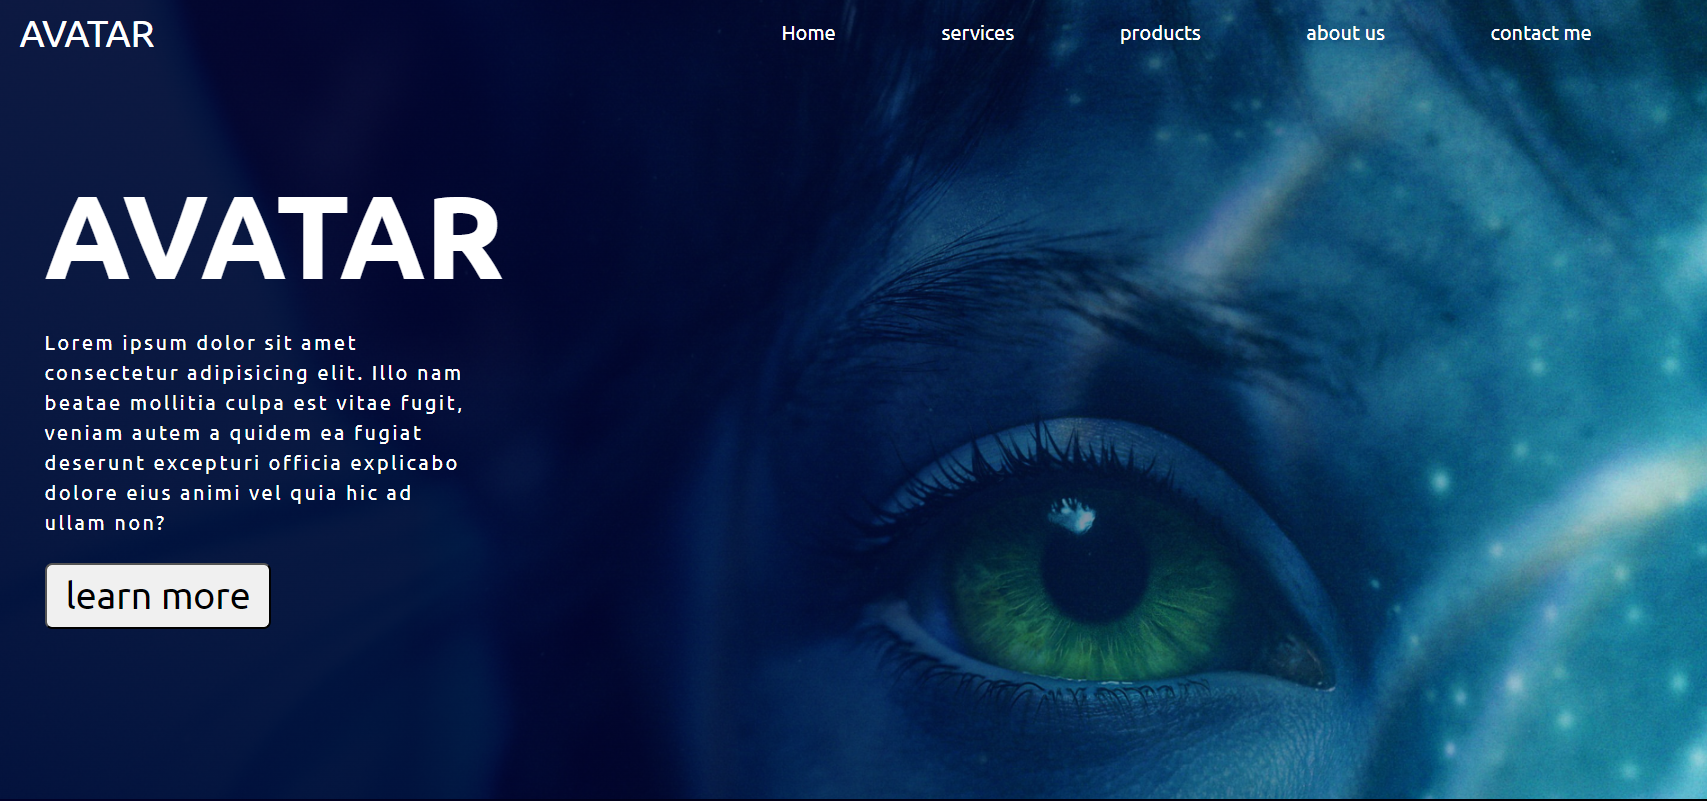 AVATAR
Home services products about us contact me
AVATAR
Lorem ipsum dolor sit amet
consectetur adipisicing elit. Illo nam
beatae mollitia culpa est vitae fugit,
veniam autem a quidem ea fugiat
deserunt excepturi officia explicabo
dolore eius animi vel quia hic ad
ullam non?
learn more